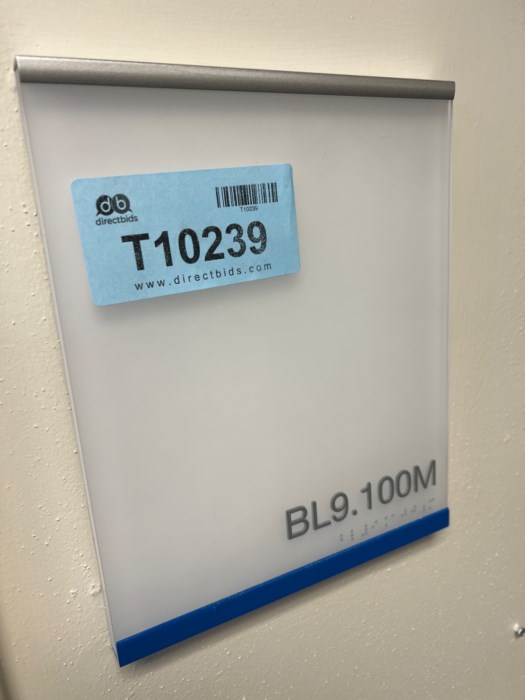 db
directbids
T10239
T10239
www.directbids.com
BL9.100M